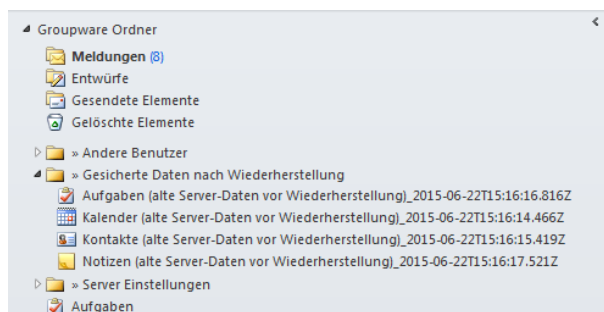 Groupware Ordner
Meldungen (8)
Entwürfe
Gesendete Elemente
Gelöschte Elemente
» Andere Benutzer
» Gesicherte Daten nach Wiederherstellung
Aufgaben (alte Server-Daten vor Wiederherstellung)_2015-06-22T15:16:16.816Z
Kalender (alte Server-Daten vor Wiederherstellung)_2015-06-22T15:16:14.466Z
Kontakte (alte Server-Daten vor Wiederherstellung)_2015-06-22T15:16:15.419Z
Notizen (alte Server-Daten vor Wiederherstellung)_2015-06-22T15:16:17.521Z
» Server Einstellungen
Aufgaben